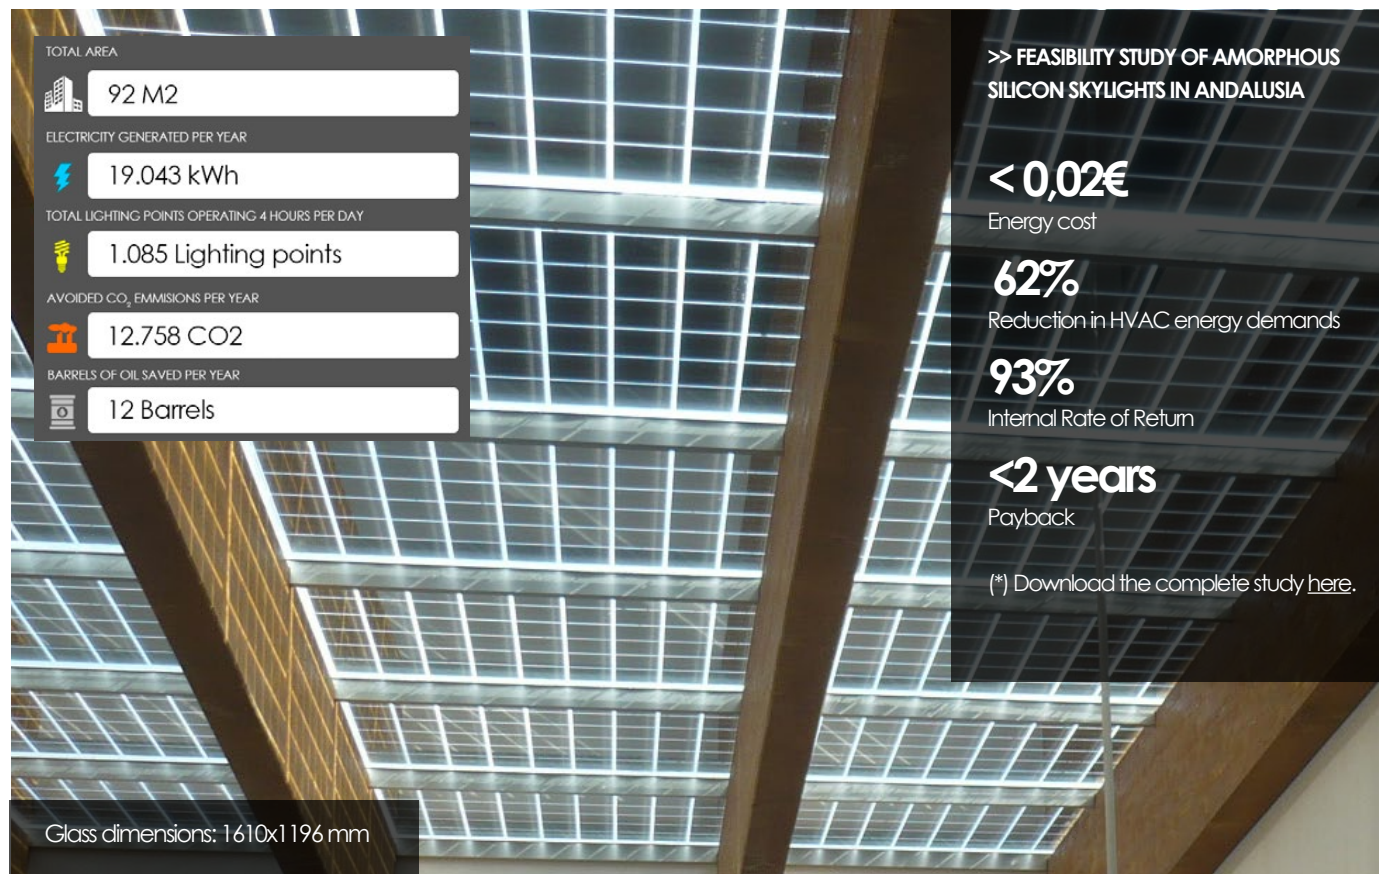 TOTAL AREA
92 M2
ELECTRICITY GENERATED PER YEAR
19.043 kWh
TOTAL LIGHTING POINTS OPERATING 4 HOURS PER DAY
1.085 Lighting points
AVOIDED CO₂ EMMISIONS PER YEAR
12.758 CO2
BARRELS OF OIL SAVED PER YEAR
12 Barrels
>> FEASIBILITY STUDY OF AMORPHOUS
SILICON SKYLIGHTS IN ANDALUSIA
< 0,02€
Energy cost
62%
Reduction in HVAC energy demands
93%
Internal Rate of Return
<2 years
Payback
(*) Download the complete study here.
Glass dimensions: 1610x1196 mm